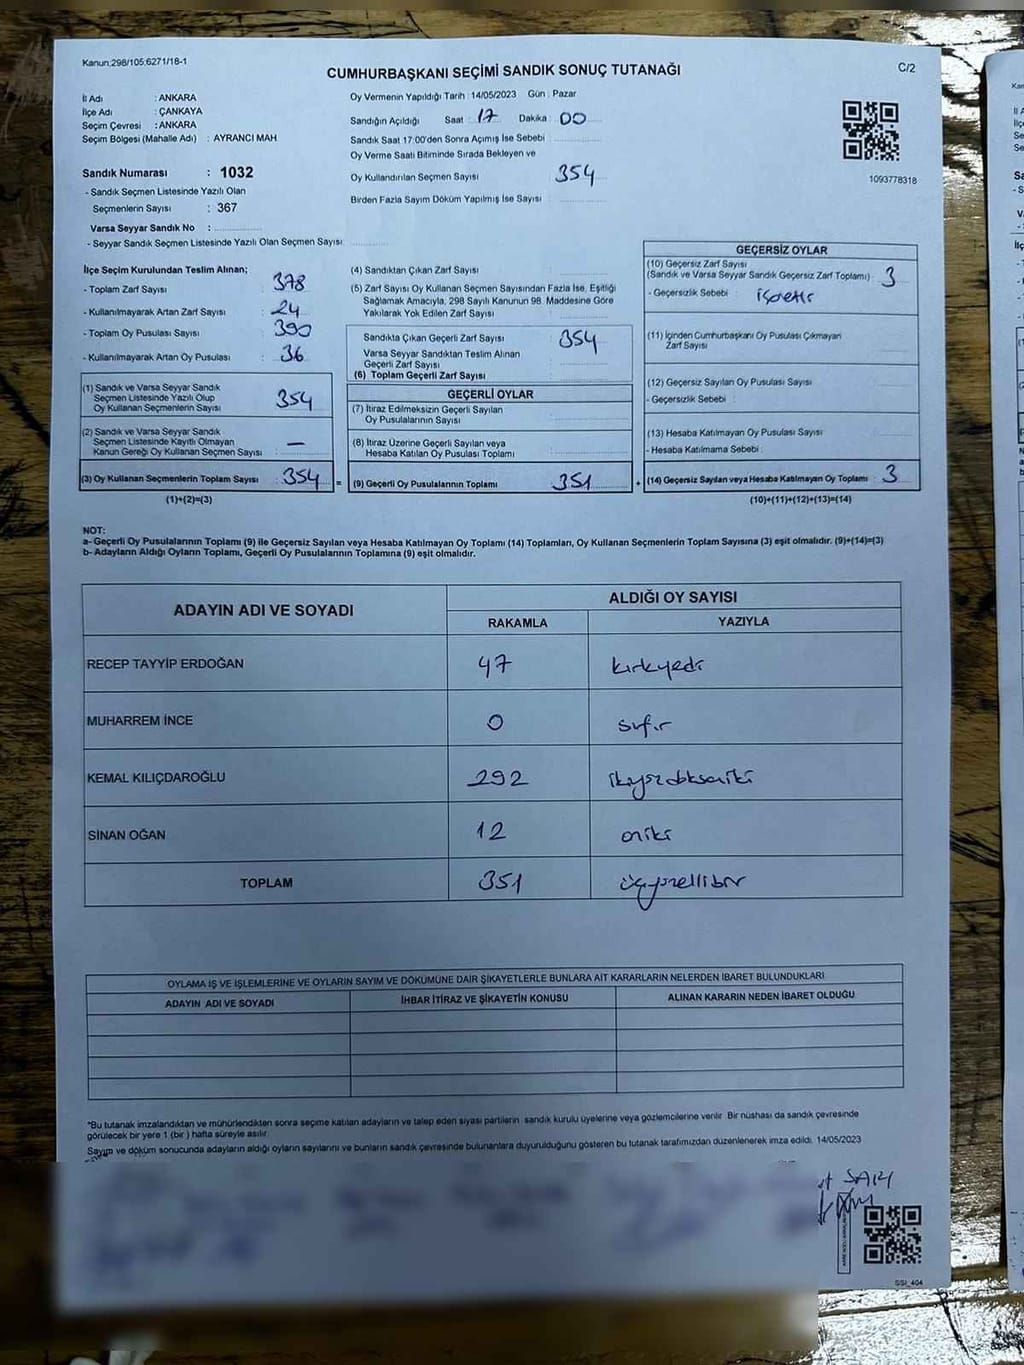 Kanun:298/105;6271/18-1
C/2
CUMHURBAŞKANI SEÇİMİ SANDIK SONUÇ TUTANAĞI
İl Adı : ANKARA
İlçe Adı : ÇANKAYA
Seçim Çevresi : ANKARA
Seçim Bölgesi (Mahalle Adı) : AYRANCI MAH
Sandık Numarası : 1032
- Sandık Seçmen Listesinde Yazılı Olan
Seçmenlerin Sayısı : 367
Varsa Seyyar Sandık No :
- Seyyar Sandık Seçmen Listesinde Yazılı Olan Seçmen Sayısı:
Oy Vermenin Yapıldığı Tarih : 14/05/2023 Gün : Pazar
Sandığın Açıldığı Saat : 17 Dakika : 00
Sandık Saat 17:00'den Sonra Açımış İse Sebebi :
Oy Verme Saati Bitiminde Sırada Bekleyen ve
Oy Kullandırılan Seçmen Sayısı : 354
Birden Fazla Sayım Döküm Yapılmış İse Sayısı :
1093778318
İlçe Seçim Kurulundan Teslim Alınan;
- Toplam Zarf Sayısı : 378
- Kullanılmayarak Artan Zarf Sayısı : 24
- Toplam Oy Pusulası Sayısı : 390
- Kullanılmayarak Artan Oy Pusulası : 36
(1) Sandık ve Varsa Seyyar Sandık
Seçmen Listesinde Yazılı Olup
Oy Kullanan Seçmenlerin Sayısı : 354
(2) Sandık ve Varsa Seyyar Sandık
Seçmen Listesinde Kayıtlı Olmayan
Kanun Gereği Oy Kullanan Seçmen Sayısı : —
(3) Oy Kullanan Seçmenlerin Toplam Sayısı : 354
(1)+(2)=(3)
(4) Sandıktan Çıkan Zarf Sayısı :
(5) Zarf Sayısı Oy Kullanan Seçmen Sayısından Fazla İse, Eşitliği
Sağlamak Amacıyla, 298 Sayılı Kanunun 98. Maddesine Göre
Yakılarak Yok Edilen Zarf Sayısı :
Sandıkta Çıkan Geçerli Zarf Sayısı : 354
Varsa Seyyar Sandıktan Teslim Alınan
Geçerli Zarf Sayısı :
(6) Toplam Geçerli Zarf Sayısı :
GEÇERLİ OYLAR
(7) İtiraz Edilmeksizin Geçerli Sayılan
Oy Pusulalarının Sayısı :
(8) İtiraz Üzerine Geçerli Sayılan veya
Hesaba Katılan Oy Pusulası Toplamı :
= (9) Geçerli Oy Pusulalarının Toplamı : 351
GEÇERSİZ OYLAR
(10) Geçersiz Zarf Sayısı
(Sandık ve Varsa Seyyar Sandık Geçersiz Zarf Toplamı) : 3
- Geçersizlik Sebebi :
(11) İçinden Cumhurbaşkanı Oy Pusulası Çıkmayan
Zarf Sayısı :
(12) Geçersiz Sayılan Oy Pusulası Sayısı :
- Geçersizlik Sebebi :
(13) Hesaba Katılmayan Oy Pusulası Sayısı :
- Hesaba Katılmama Sebebi :
+ (14) Geçersiz Sayılan veya Hesaba Katılmayan Oy Toplamı : 3
(10)+(11)+(12)+(13)=(14)
NOT:
a- Geçerli Oy Pusulalarının Toplamı (9) ile Geçersiz Sayılan veya Hesaba Katılmayan Oy Toplamı (14) Toplamları, Oy Kullanan Seçmenlerin Toplam Sayısına (3) eşit olmalıdır. (9)+(14)=(3)
b- Adayların Aldığı Oyların Toplamı, Geçerli Oy Pusulalarının Toplamına (9) eşit olmalıdır.
ADAYIN ADI VE SOYADI
ALDIĞI OY SAYISI
RAKAMLA YAZIYLA
RECEP TAYYİP ERDOĞAN 47 kırkyedi
MUHARREM İNCE 0 sıfır
KEMAL KILIÇDAROĞLU 292 ikiyüzdoksaniki
SİNAN OĞAN 12 oniki
TOPLAM 351 üçyüzellibir
OYLAMA İŞ VE İŞLEMLERİNE VE OYLARIN SAYIM VE DÖKÜMÜNE DAİR ŞİKAYETLERLE BUNLARA AİT KARARLARIN NELERDEN İBARET BULUNDUKLARI
ADAYIN ADI VE SOYADI İHBAR İTİRAZ VE ŞİKAYETİN KONUSU ALINAN KARARIN NEDEN İBARET OLDUĞU
*Bu tutanak imzalandıktan ve mühürlendikten sonra seçime katılan adayların ve talep eden siyasi partilerin sandık kurulu üyelerine veya gözlemcilerine verilir. Bir nüshası da sandık çevresinde
görülecek bir yere 1 (bir) hafta süreyle asılır.
Sayım ve döküm sonucunda adayların aldığı oyların sayılarını ve bunların sandık çevresinde bulunanlara duyurulduğunu gösteren bu tutanak tarafımızdan düzenlenerek imza edildi. 14/05/2023
SARI
SSI_404